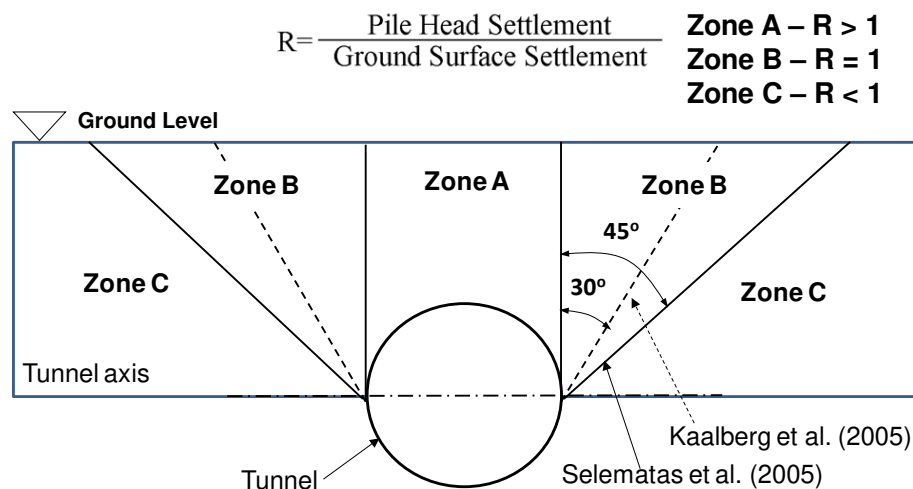 R= Pile Head Settlement
Ground Surface Settlement
Zone A – R > 1
Zone B – R = 1
Zone C – R < 1
Ground Level
Zone B
Zone A
Zone B
45º
Zone C
30º
Zone C
Tunnel axis
Kaalberg et al. (2005)
Tunnel
Selematas et al. (2005)